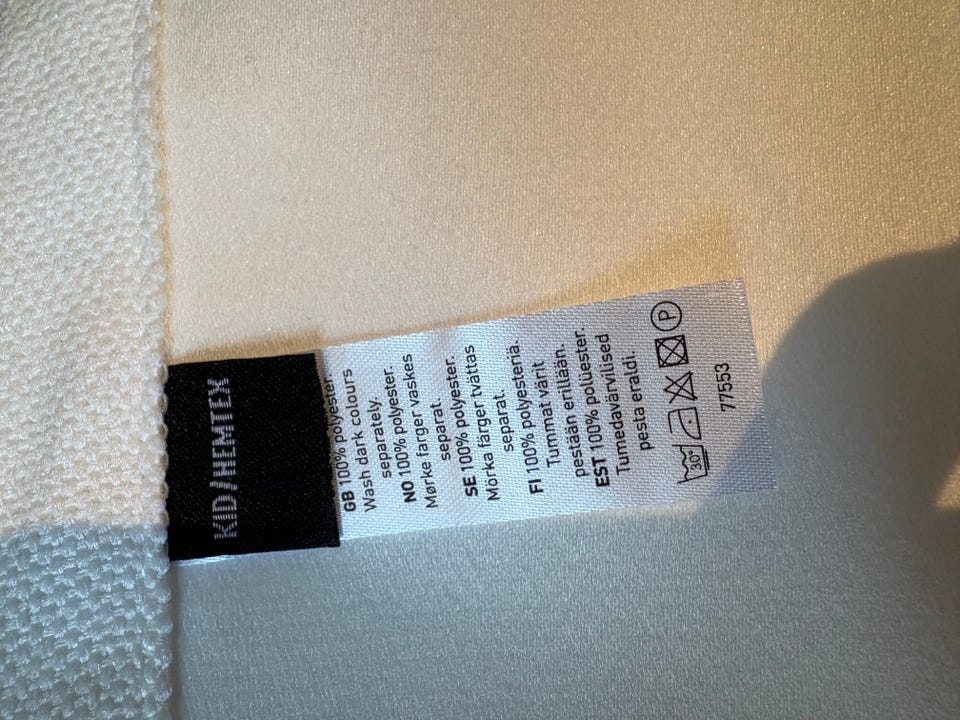 KID/HEMTEX
GB 100% polyester.
Wash dark colours
separately.
NO 100% polyester.
Mørke farger vaskes
separat.
SE 100% polyester.
Mörka färger tvättas
separat.
FI 100% polyesteriä.
Tummat värit
pestään erillään.
EST 100% polüester.
Tumedavärvilised
pesta eraldi.
30°
P
77553